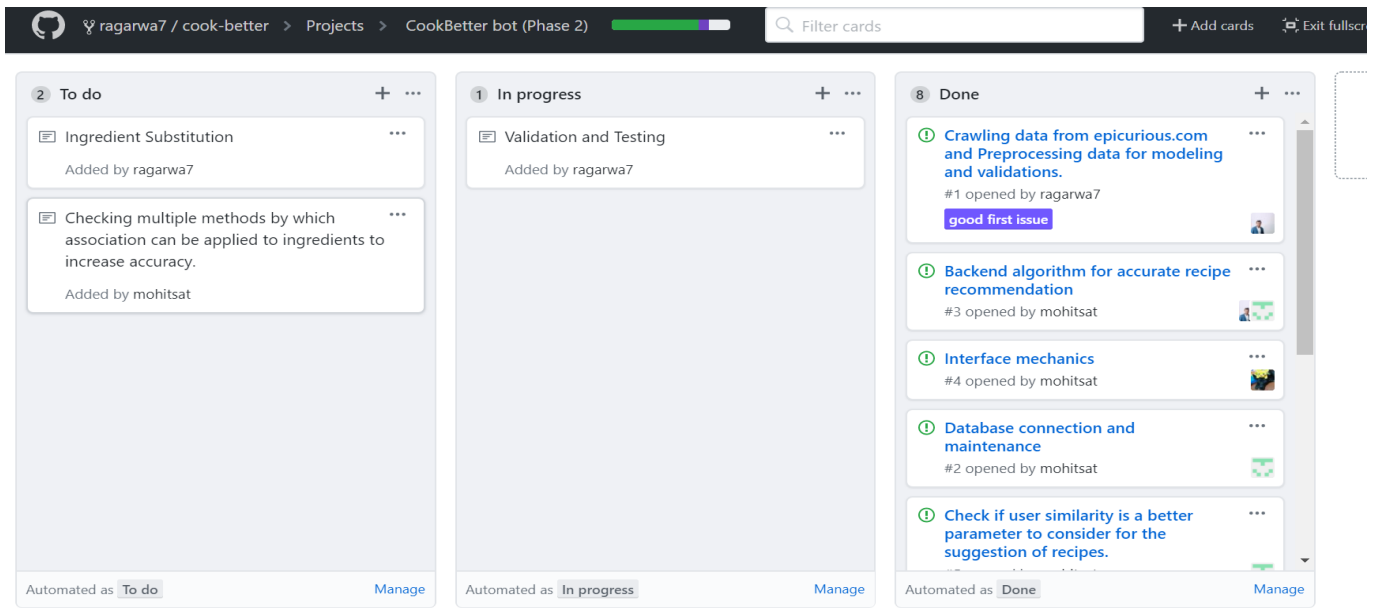 ragarwa7 / cook-better > Projects > CookBetter bot (Phase 2)
Filter cards
+ Add cards
Exit fullscr
2 To do
Ingredient Substitution
Added by ragarwa7
Checking multiple methods by which
association can be applied to ingredients to
increase accuracy.
Added by mohitsat
Automated as To do
Manage
1 In progress
Validation and Testing
Added by ragarwa7
Automated as In progress
Manage
8 Done
Crawling data from epicurious.com
and Preprocessing data for modeling
and validations.
#1 opened by ragarwa7
good first issue
Backend algorithm for accurate recipe
recommendation
#3 opened by mohitsat
Interface mechanics
#4 opened by mohitsat
Database connection and
maintenance
#2 opened by mohitsat
Check if user similarity is a better
parameter to consider for the
suggestion of recipes.
Automated as Done
Manage